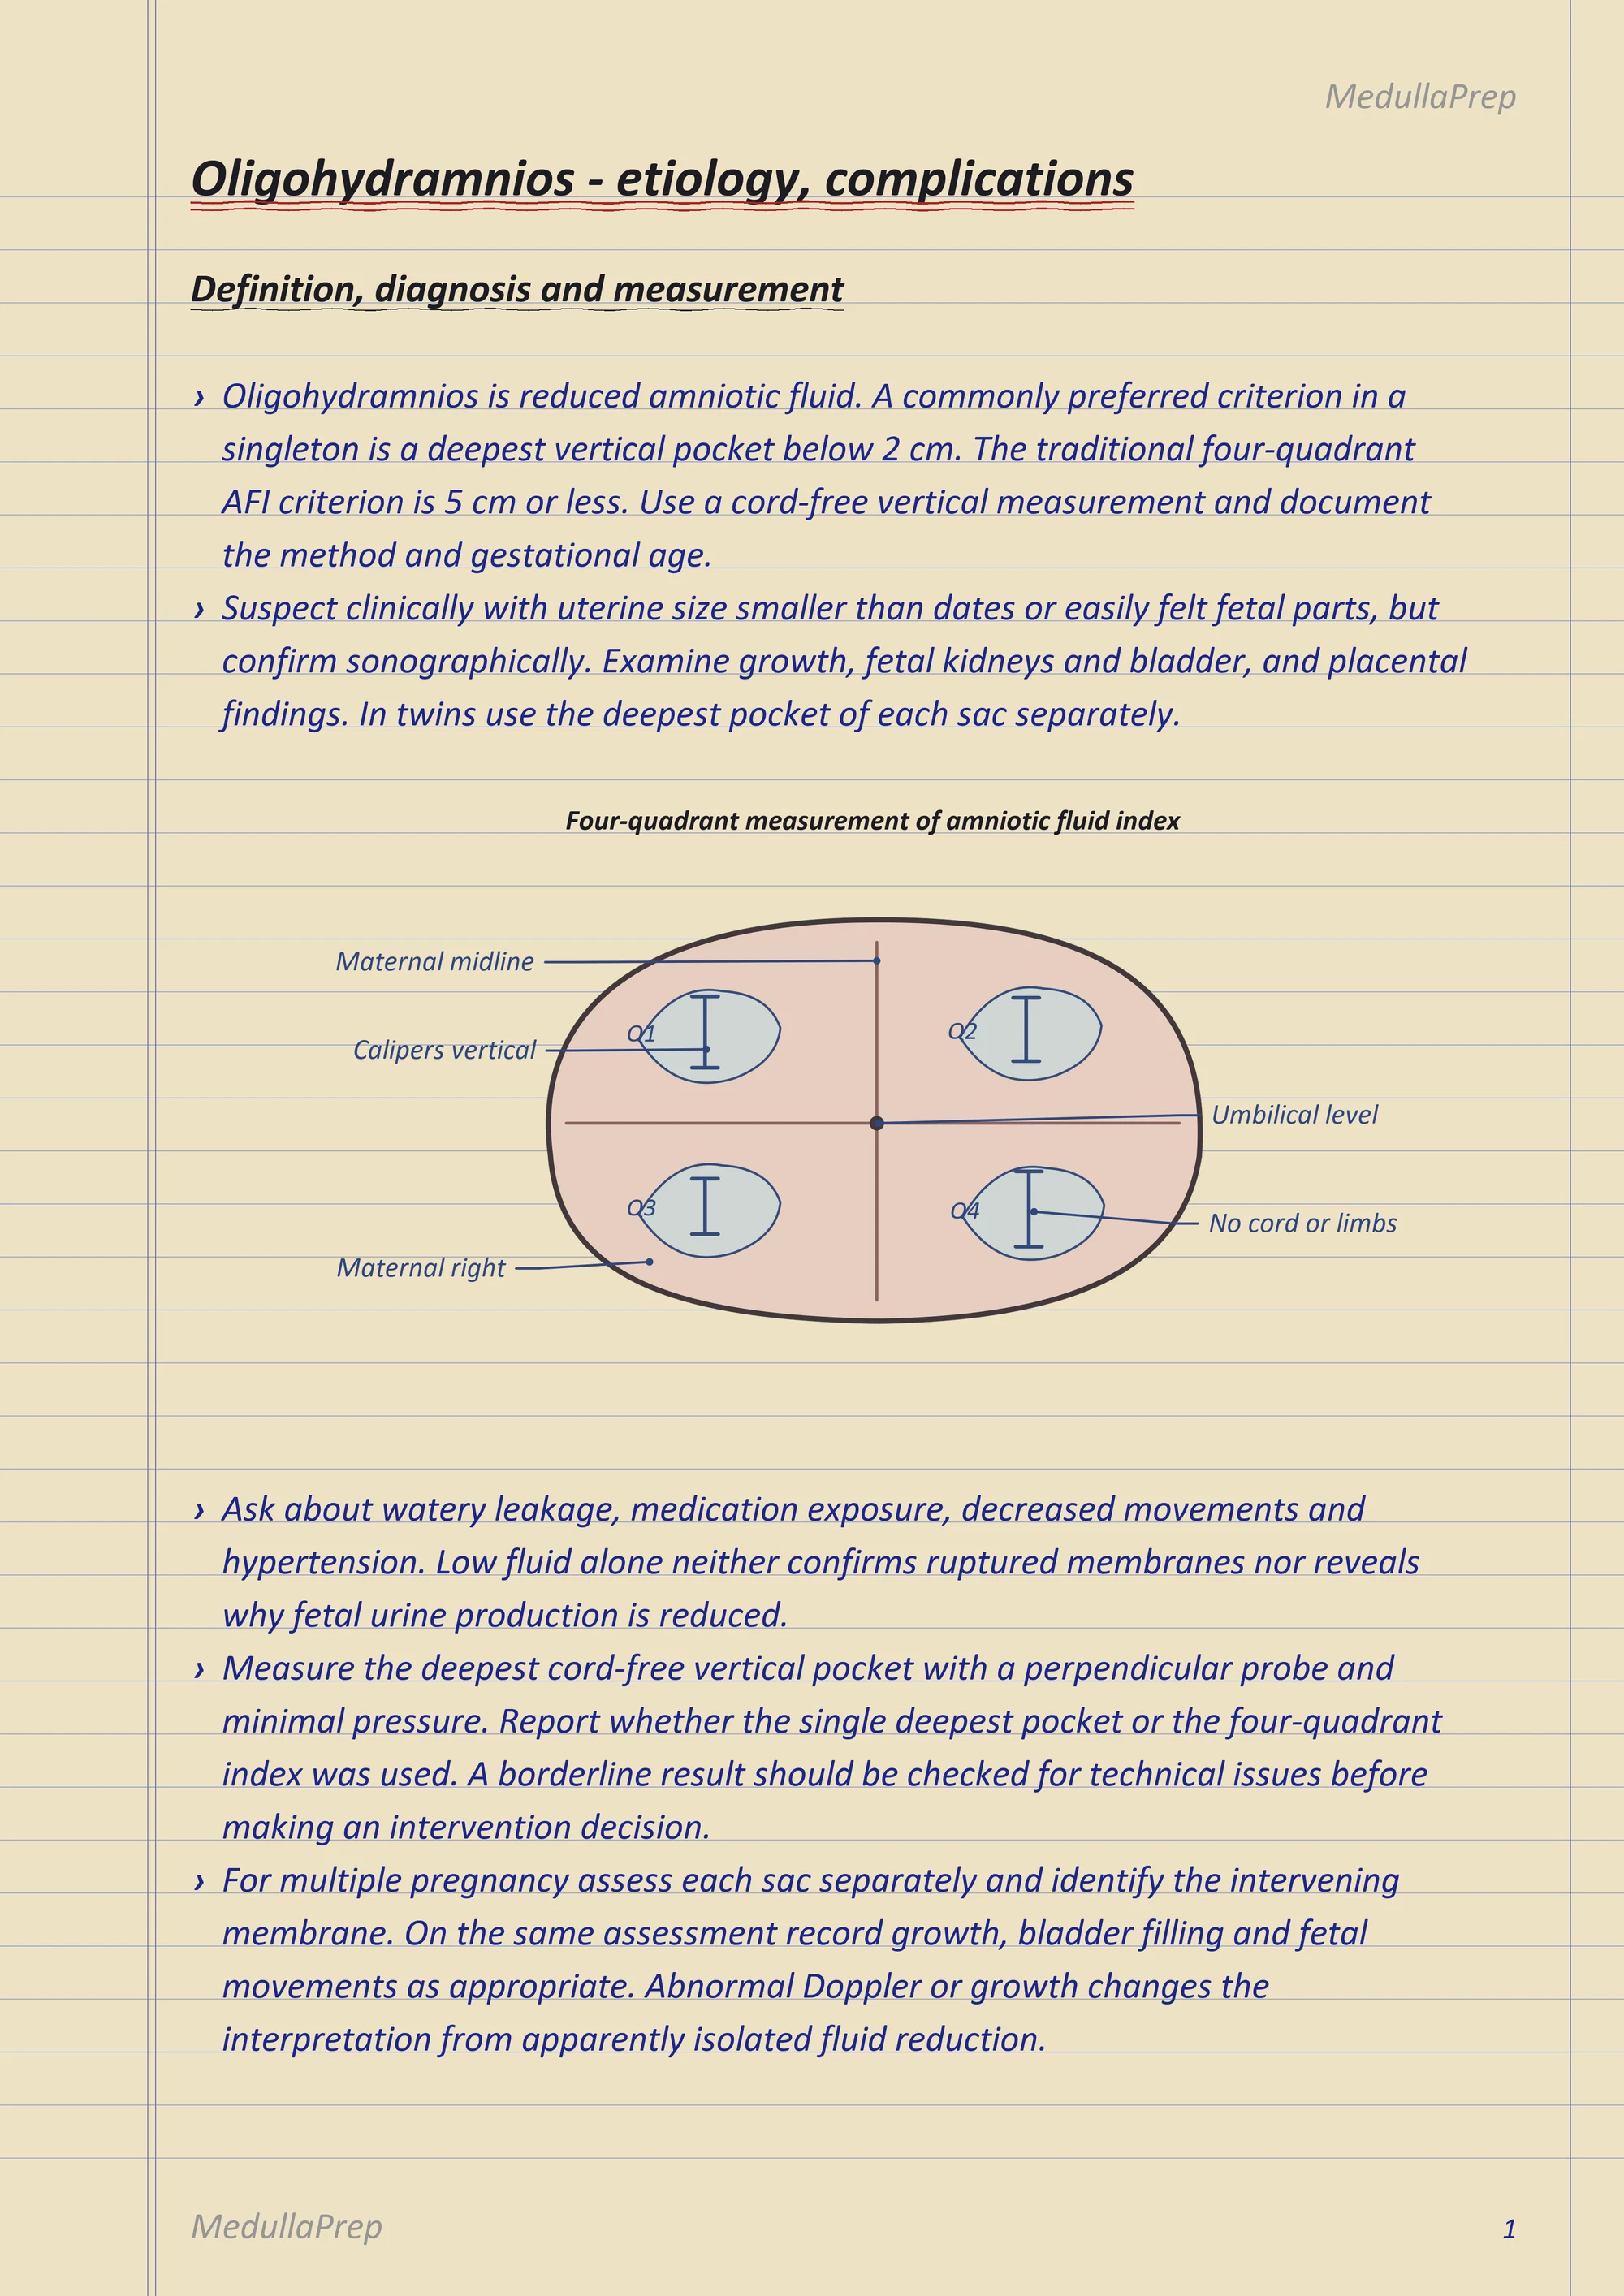 MedullaPrep
Oligohydramnios - etiology, complications
Definition, diagnosis and measurement
› Oligohydramnios is reduced amniotic fluid. A commonly preferred criterion in a
singleton is a deepest vertical pocket below 2 cm. The traditional four-quadrant
AFI criterion is 5 cm or less. Use a cord-free vertical measurement and document
the method and gestational age.
› Suspect clinically with uterine size smaller than dates or easily felt fetal parts, but
confirm sonographically. Examine growth, fetal kidneys and bladder, and placental
findings. In twins use the deepest pocket of each sac separately.
Four-quadrant measurement of amniotic fluid index
Maternal midline
Q1
Q2
Calipers vertical
Umbilical level
Q3
Q4
No cord or limbs
Maternal right
› Ask about watery leakage, medication exposure, decreased movements and
hypertension. Low fluid alone neither confirms ruptured membranes nor reveals
why fetal urine production is reduced.
› Measure the deepest cord-free vertical pocket with a perpendicular probe and
minimal pressure. Report whether the single deepest pocket or the four-quadrant
index was used. A borderline result should be checked for technical issues before
making an intervention decision.
› For multiple pregnancy assess each sac separately and identify the intervening
membrane. On the same assessment record growth, bladder filling and fetal
movements as appropriate. Abnormal Doppler or growth changes the
interpretation from apparently isolated fluid reduction.
MedullaPrep
1